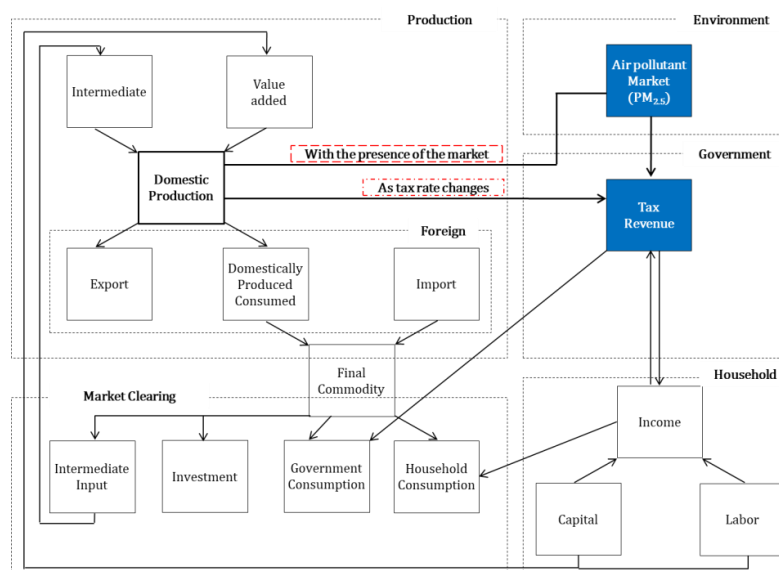 Production
Environment
Intermediate
Value
added
Air pollutant
Market
(PM2.5)
With the presence of the market
Government
Domestic
Production
As tax rate changes
Tax
Revenue
Foreign
Export
Domestically
Produced
Consumed
Import
Final
Commodity
Household
Market Clearing
Income
Intermediate
Input
Investment
Government
Consumption
Household
Consumption
Capital
Labor